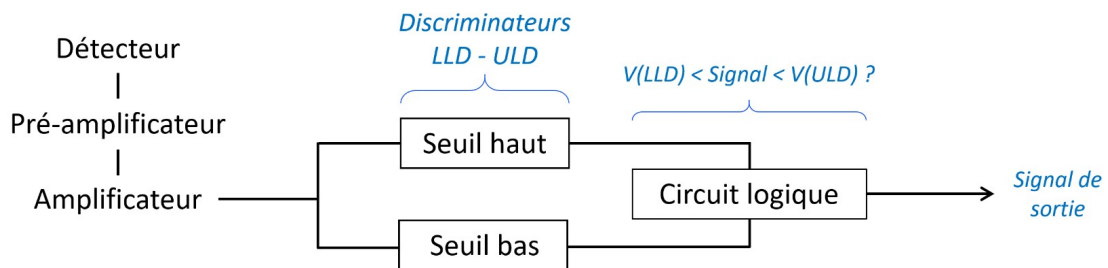 Détecteur
Pré-amplificateur
Amplificateur
Discriminateurs
LLD - ULD
Seuil haut
Seuil bas
V(LLD) < Signal < V(ULD) ?
Circuit logique
Signal de
sortie